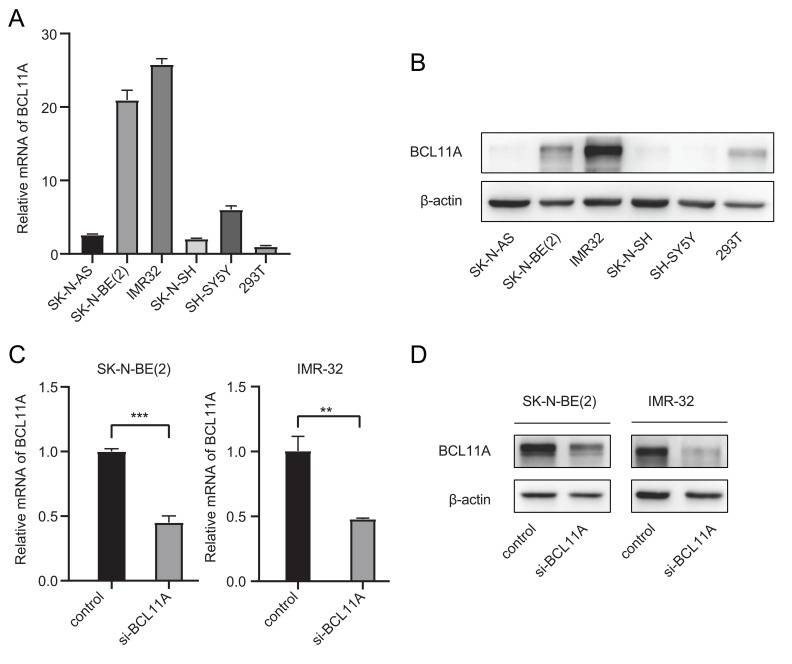 A
Relative mRNA of BCL11A
30
20
10
0
SK-N-AS
SK-N-BE(2)
IMR32
SK-N-SH
SH-SY5Y
293T
B
BCL11A
β-actin
SK-N-AS
SK-N-BE(2)
IMR32
SK-N-SH
SH-SY5Y
293T
C
SK-N-BE(2)
Relative mRNA of BCL11A
1.5
1.0
0.5
0.0
***
control
si-BCL11A
IMR-32
Relative mRNA of BCL11A
1.5
1.0
0.5
0.0
**
control
si-BCL11A
D
SK-N-BE(2)
IMR-32
BCL11A
β-actin
control
si-BCL11A
control
si-BCL11A